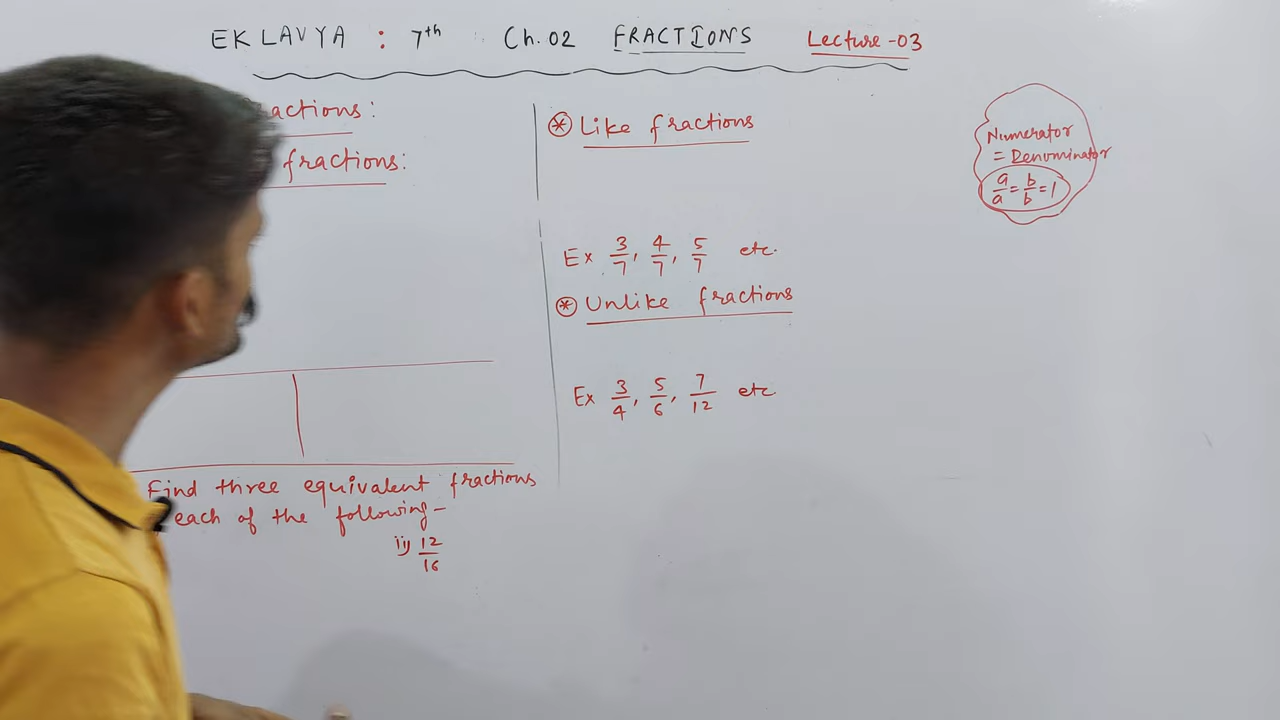 EKLAVYA : 7th Ch. 02 FRACTIONS Lecture -03
actions:
fractions:
Find three equivalent fractions
each of the following-
ii) 12/16
⊛ Like fractions
Ex 3/7, 4/7, 5/7 etc.
⊛ Unlike fractions
Ex 3/4, 5/6, 7/12 etc
Numerator
= Denominator
a/a = b/b = 1